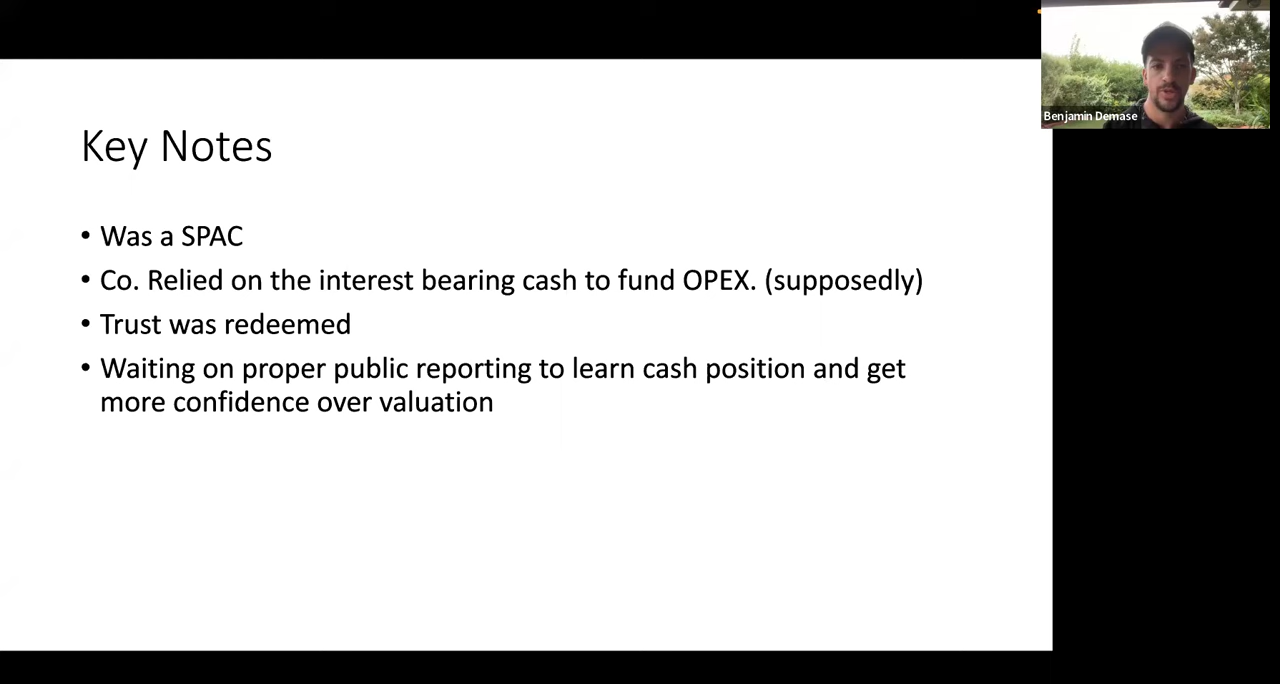 Key Notes
• Was a SPAC
• Co. Relied on the interest bearing cash to fund OPEX. (supposedly)
• Trust was redeemed
• Waiting on proper public reporting to learn cash position and get
more confidence over valuation
Benjamin Demase